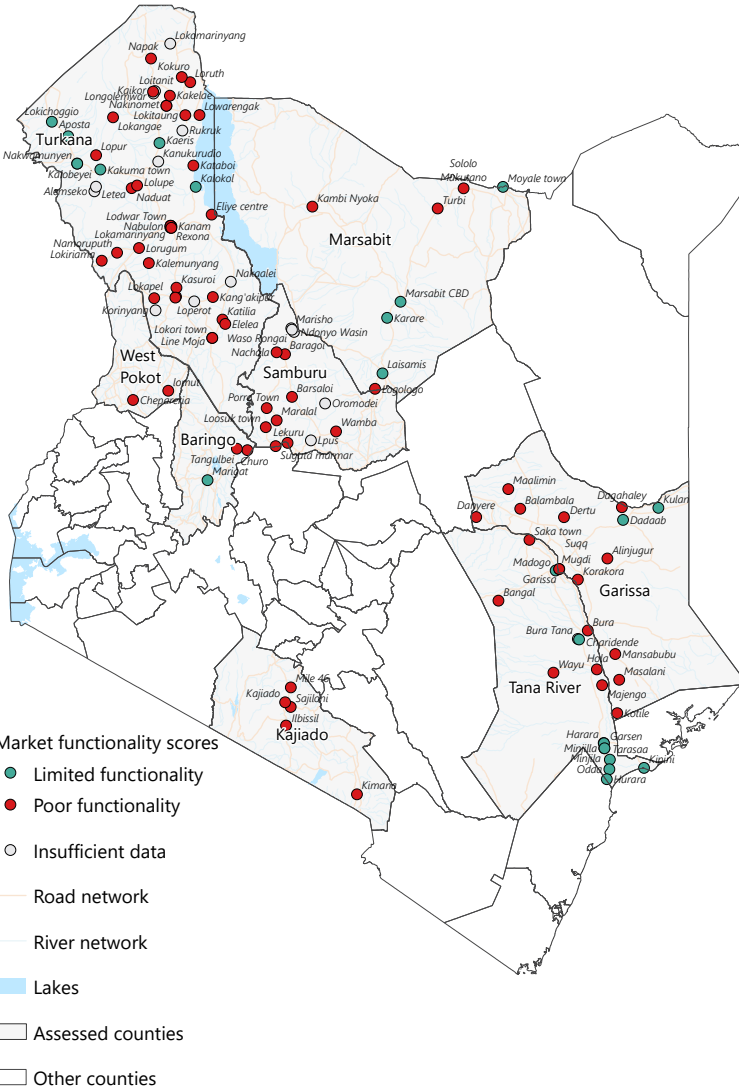 Lokamarinyang
Napak
Kokuro
Loitanit
Loruth
Kaikor
Longolemwar
Kakelae
Nakinomet
Lokitaung
Lowarengak
Lokichoggio
Aposta
Lokangae
Rukruk
Turkana
Kaeris
Lopur
Kanukurudio
Nakwamunyen
Kataboi
Kalobeyei
Kakuma town
Kalokol
Lolupe
Alemseko
Letea
Naduat
Eliye centre
Lodwar Town
Nabulon
Kanam
Lokamarinyang
Rexona
Namoruputh
Lorugum
Lokiriama
Kalemunyang
Nakaalei
Kasuroi
Lokapel
Kang'akipur
Korinyang
Loperot
Katilia
Elelea
Lokori town
Line Moja
Sololo
Mukutano
Moyale town
Kambi Nyoka
Turbi
Marsabit
Marsabit CBD
Karare
Laisamis
Logologo
Marisho
Ndonyo Wasin
Waso Rongai
Baragoi
Nachola
West
Pokot
Samburu
Jomut
Cheparena
Barsaloi
Porro Town
Oromodei
Maralal
Loosuk town
Wamba
Lekuru
Lpus
Suguta marmar
Baringo
Tangulbei
Churo
Marigat
Maalimin
Dagahaley
Kulan
Danyere
Balambala
Dertu
Dadaab
Saka town
Suqq
Mugdi
Alinjugur
Madogo
Garissa
Korakora
Garissa
Bangal
Bura
Bura Tana
Charidende
Mansabubu
Wayu
Hola
Masalani
Tana River
Majengo
Kotile
Mile 46
Kajiado
Sajiloni
Ilbissil
Kajiado
Kimana
Harara
Garsen
Minjilla
Tarasaa
Minjila
Kipini
Odda
Hurara
Market functionality scores
Limited functionality
Poor functionality
Insufficient data
Road network
River network
Lakes
Assessed counties
Other counties